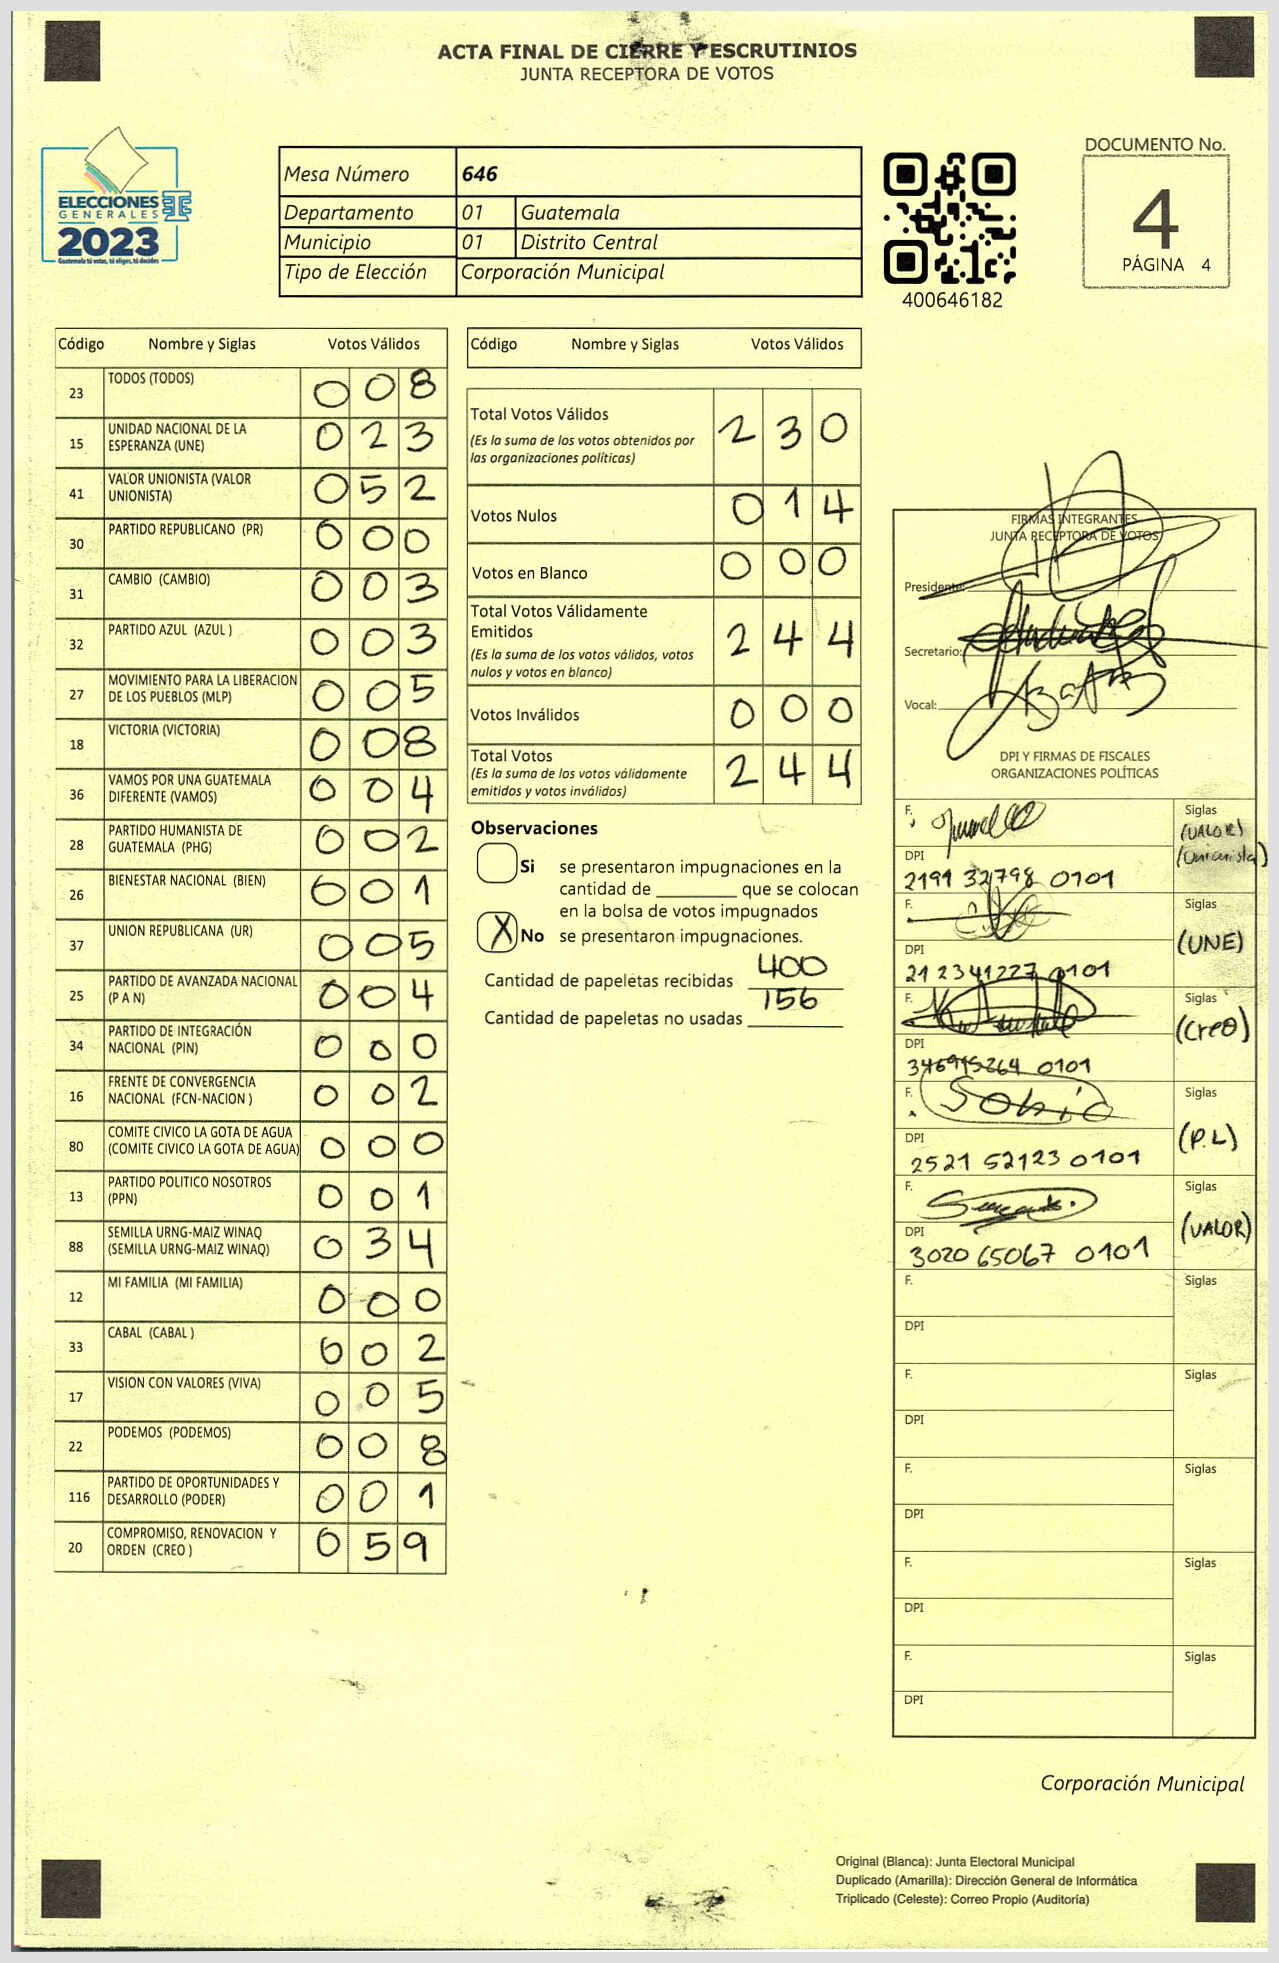 ACTA FINAL DE CIERRE Y ESCRUTINIOS
JUNTA RECEPTORA DE VOTOS
ELECCIONES
GENERALES
2023
Guatemala tú votas, tú eliges, tú decides
Mesa Número 646
Departamento 01 Guatemala
Municipio 01 Distrito Central
Tipo de Elección Corporación Municipal
400646182
DOCUMENTO No.
4
PÁGINA 4
Código Nombre y Siglas Votos Válidos
23 TODOS (TODOS) 008
15 UNIDAD NACIONAL DE LA
ESPERANZA (UNE) 023
41 VALOR UNIONISTA (VALOR
UNIONISTA) 052
30 PARTIDO REPUBLICANO (PR) 000
31 CAMBIO (CAMBIO) 003
32 PARTIDO AZUL (AZUL ) 003
27 MOVIMIENTO PARA LA LIBERACION
DE LOS PUEBLOS (MLP) 005
18 VICTORIA (VICTORIA) 008
36 VAMOS POR UNA GUATEMALA
DIFERENTE (VAMOS) 004
28 PARTIDO HUMANISTA DE
GUATEMALA (PHG) 002
26 BIENESTAR NACIONAL (BIEN) 001
37 UNION REPUBLICANA (UR) 005
25 PARTIDO DE AVANZADA NACIONAL
(P A N) 004
34 PARTIDO DE INTEGRACIÓN
NACIONAL (PIN) 000
16 FRENTE DE CONVERGENCIA
NACIONAL (FCN-NACION ) 002
80 COMITE CIVICO LA GOTA DE AGUA
(COMITE CIVICO LA GOTA DE AGUA) 000
13 PARTIDO POLITICO NOSOTROS
(PPN) 001
88 SEMILLA URNG-MAIZ WINAQ
(SEMILLA URNG-MAIZ WINAQ) 034
12 MI FAMILIA (MI FAMILIA) 000
33 CABAL (CABAL ) 002
17 VISION CON VALORES (VIVA) 005
22 PODEMOS (PODEMOS) 008
116 PARTIDO DE OPORTUNIDADES Y
DESARROLLO (PODER) 001
20 COMPROMISO, RENOVACION Y
ORDEN (CREO ) 059
Código Nombre y Siglas Votos Válidos
Total Votos Válidos 230
(Es la suma de los votos obtenidos por
las organizaciones políticas)
Votos Nulos 014
Votos en Blanco 000
Total Votos Válidamente
Emitidos 244
(Es la suma de los votos válidos, votos
nulos y votos en blanco)
Votos Inválidos 000
Total Votos 244
(Es la suma de los votos válidamente
emitidos y votos inválidos)
Observaciones
Si se presentaron impugnaciones en la
cantidad de ________ que se colocan
en la bolsa de votos impugnados
X No se presentaron impugnaciones.
Cantidad de papeletas recibidas 400
Cantidad de papeletas no usadas 156
FIRMAS INTEGRANTES
JUNTA RECEPTORA DE VOTOS
Presidente:
Secretario:
Vocal:
DPI Y FIRMAS DE FISCALES
ORGANIZACIONES POLÍTICAS
F. Siglas
(VALOR)
(Unionista)
DPI
2191 32798 0101
F. Siglas
(UNE)
DPI
21 2341227 0101
F. Siglas
(Creo)
DPI
0101
F. Siglas
(P.L)
DPI
2521 52123 0101
F. Siglas
(VALOR)
DPI
3020 65067 0101
F. Siglas
DPI
F. Siglas
DPI
F. Siglas
DPI
F. Siglas
DPI
F. Siglas
DPI
Corporación Municipal
Original (Blanca): Junta Electoral Municipal
Duplicado (Amarilla): Dirección General de Informática
Triplicado (Celeste): Correo Propio (Auditoría)